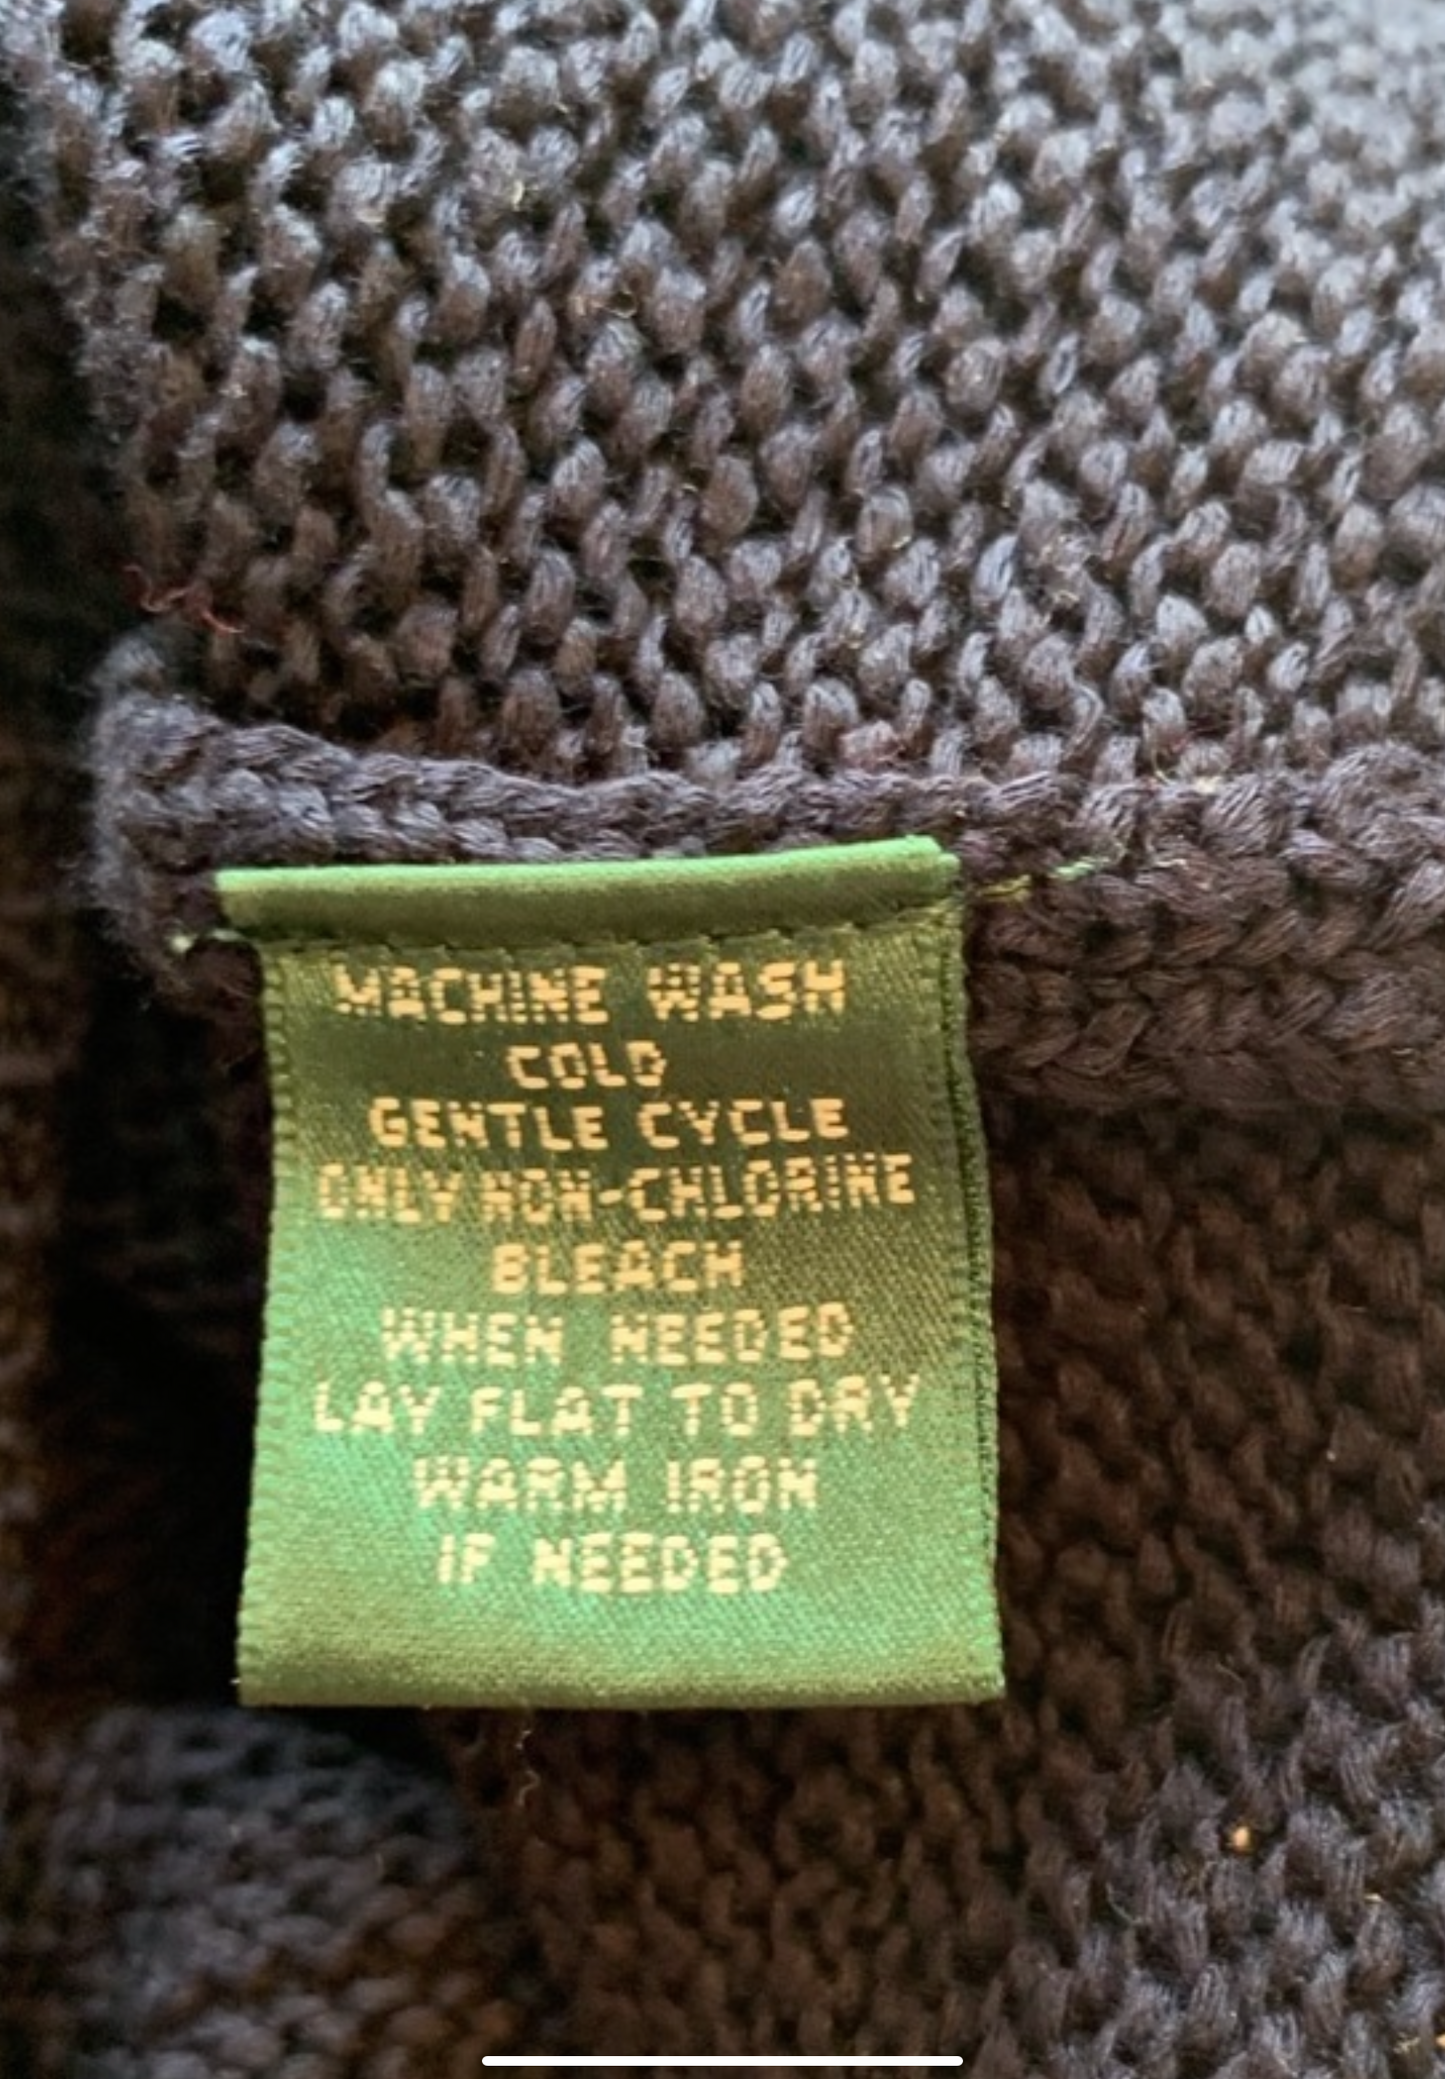 MACHINE WASH
COLD
GENTLE CYCLE
ONLY NON-CHLORINE
BLEACH
WHEN NEEDED
LAY FLAT TO DRY
WARM IRON
IF NEEDED